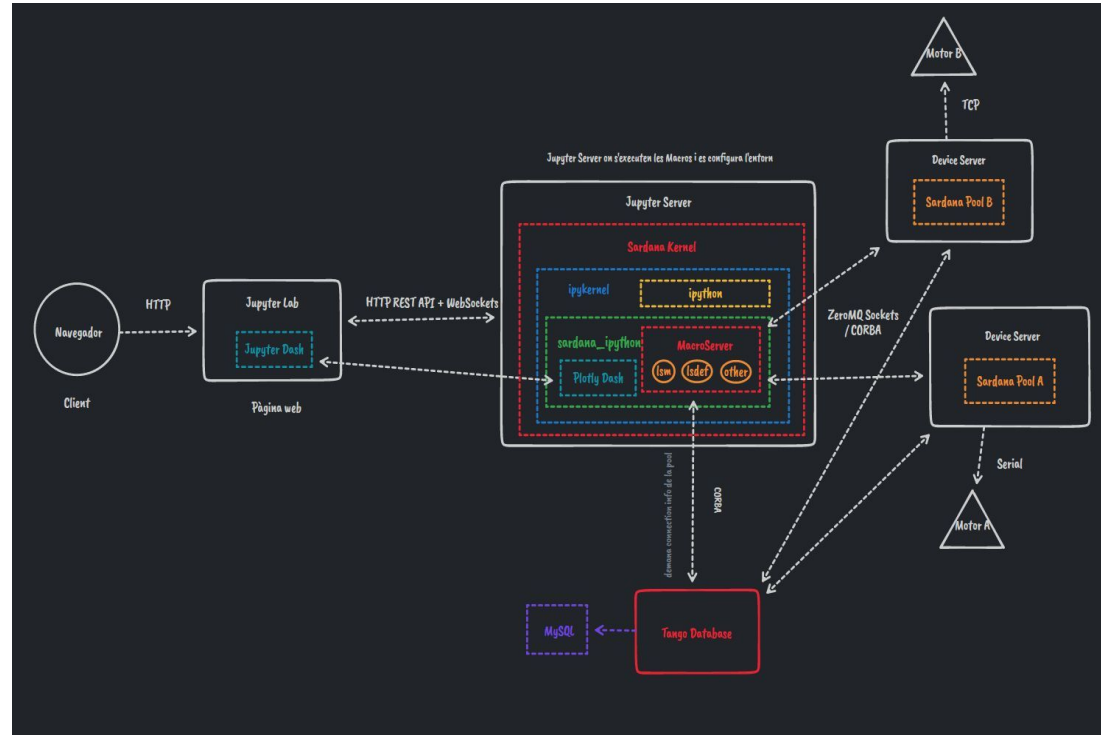 Motor B
TCP
Device Server
Sardana Pool B
Jupyter Server on s'executen les Macros i es configura l'entorn
Jupyter Server
Sardana Kernel
ipykernel
ipython
sardana_ipython
MacroServer
Plotly Dash
lsm
lsdef
other
HTTP
Navegador
Client
Jupyter Lab
Jupyter Dash
Pàgina web
HTTP REST API + WebSockets
ZeroMQ Sockets
/ CORBA
Device Server
Sardana Pool A
Serial
Motor A
demana connection info de la pool
CORBA
MySQL
Tango Database